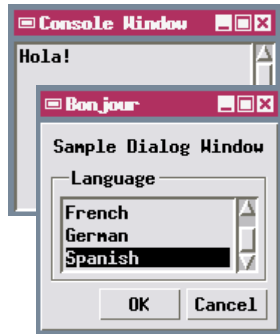 Console Window
Hola!
Bonjour
Sample Dialog Window
Language
French
German
Spanish
OK
Cancel